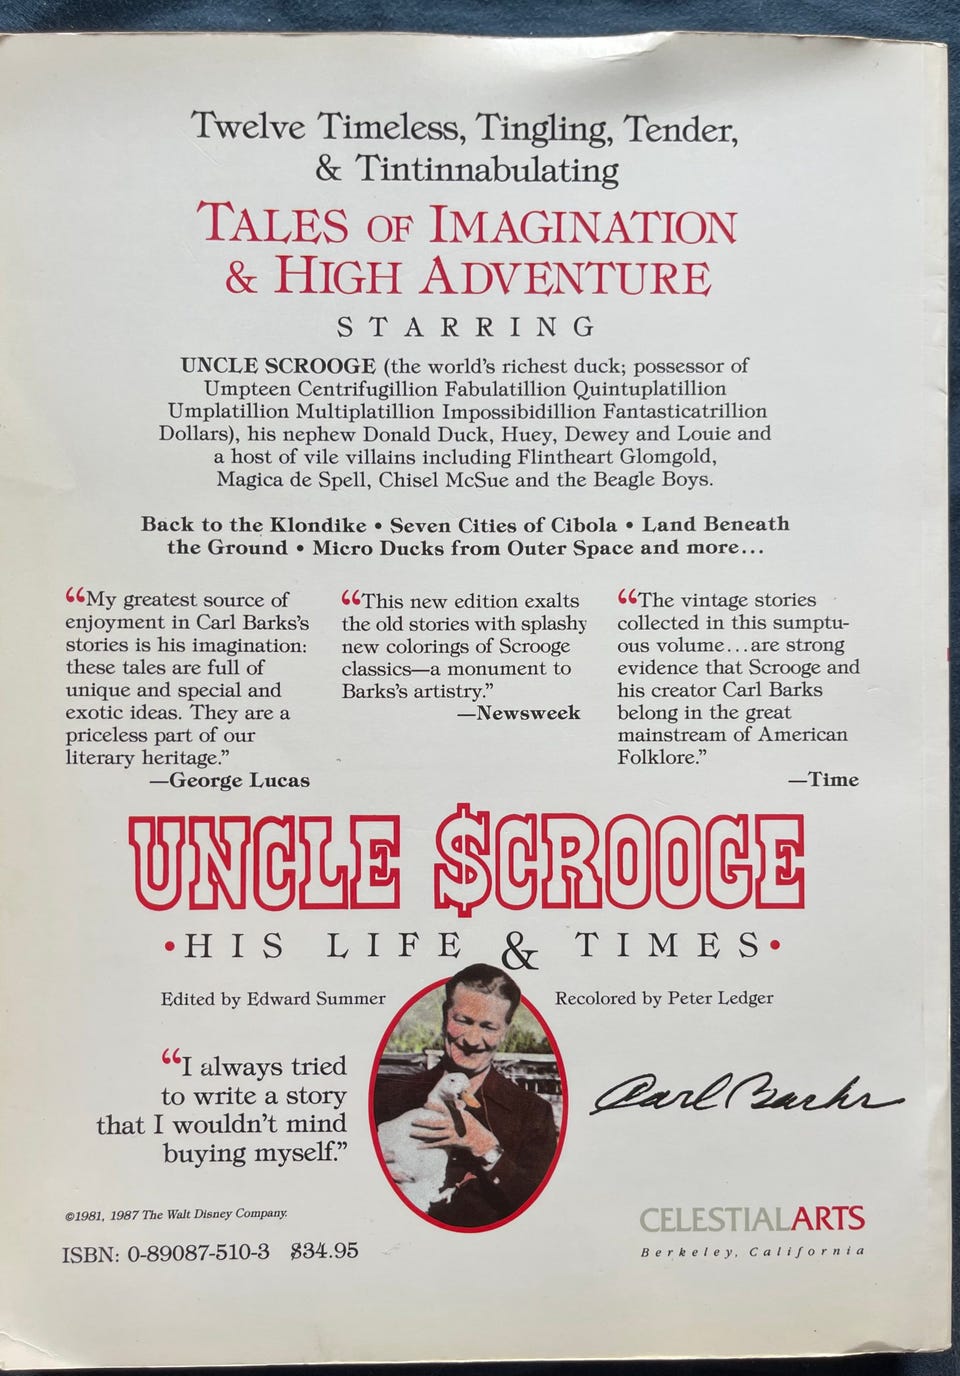 Twelve Timeless, Tingling, Tender,
& Tintinnabulating
TALES OF IMAGINATION
& HIGH ADVENTURE
STARRING
UNCLE SCROOGE (the world's richest duck; possessor of
Umpteen Centrifugillion Fabulatillion Quintuplatillion
Umplatillion Multiplatillion Impossibidillion Fantasticatrillion
Dollars), his nephew Donald Duck, Huey, Dewey and Louie and
a host of vile villains including Flintheart Glomgold,
Magica de Spell, Chisel McSue and the Beagle Boys.
Back to the Klondike • Seven Cities of Cibola • Land Beneath
the Ground • Micro Ducks from Outer Space and more...
“My greatest source of
enjoyment in Carl Barks's
stories is his imagination:
these tales are full of
unique and special and
exotic ideas. They are a
priceless part of our
literary heritage.”
—George Lucas
“This new edition exalts
the old stories with splashy
new colorings of Scrooge
classics—a monument to
Barks's artistry.”
—Newsweek
“The vintage stories
collected in this sumptu-
ous volume...are strong
evidence that Scrooge and
his creator Carl Barks
belong in the great
mainstream of American
Folklore.”
—Time
UNCLE $CROOGE
•HIS LIFE & TIMES•
Edited by Edward Summer
Recolored by Peter Ledger
“I always tried
to write a story
that I wouldn't mind
buying myself.”
Carl Barks
©1981, 1987 The Walt Disney Company.
ISBN: 0-89087-510-3 $34.95
CELESTIALARTS
Berkeley, California